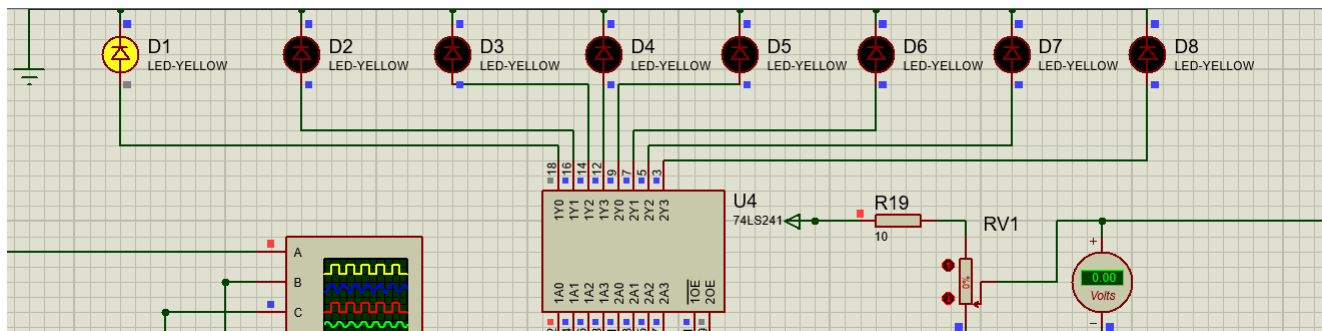 D1
LED-YELLOW
D2
LED-YELLOW
D3
LED-YELLOW
D4
LED-YELLOW
D5
LED-YELLOW
D6
LED-YELLOW
D7
LED-YELLOW
D8
LED-YELLOW
18
16
14
12
9
7
5
3
1Y0
1Y1
1Y2
1Y3
2Y0
2Y1
2Y2
2Y3
U4
74LS241
R19
10
RV1
0%
+
0.00
Volts
A
B
C
1A0
1A1
1A2
1A3
2A0
2A1
2A2
2A3
1OE
2OE